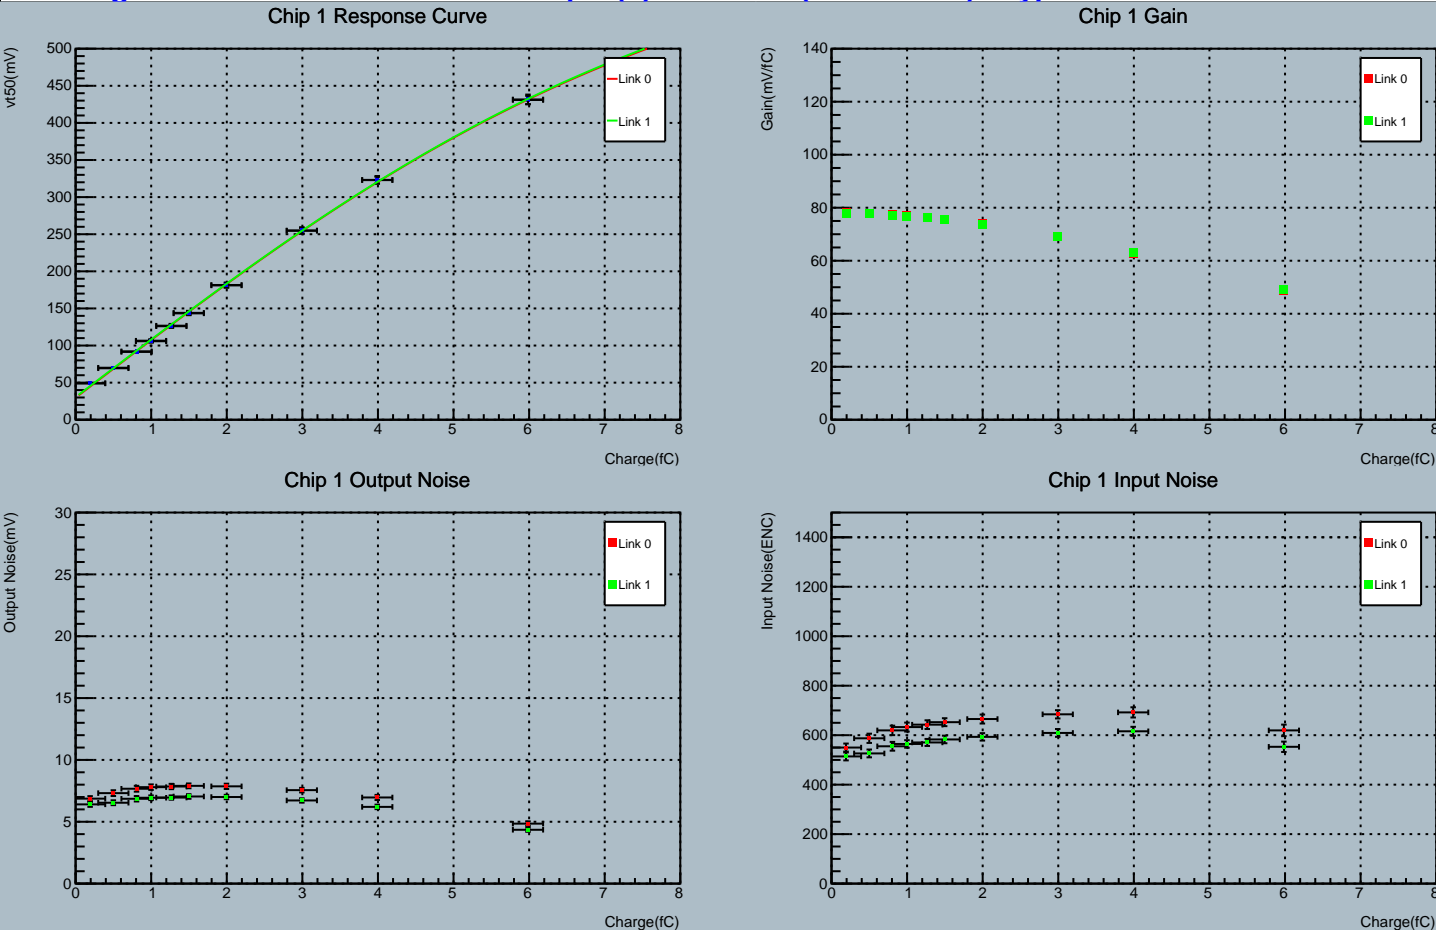 Chip 1 Response Curve
vt50(mV)
500
450
400
350
300
250
200
150
100
50
0
0 1 2 3 4 5 6 7 8
Charge(fC)
Link 0
Link 1
Chip 1 Gain
Gain(mV/fC)
140
120
100
80
60
40
20
0
0 1 2 3 4 5 6 7 8
Charge(fC)
Link 0
Link 1
Chip 1 Output Noise
Output Noise(mV)
30
25
20
15
10
5
0
0 1 2 3 4 5 6 7 8
Charge(fC)
Link 0
Link 1
Chip 1 Input Noise
Input Noise(ENC)
1400
1200
1000
800
600
400
200
0
0 1 2 3 4 5 6 7 8
Charge(fC)
Link 0
Link 1